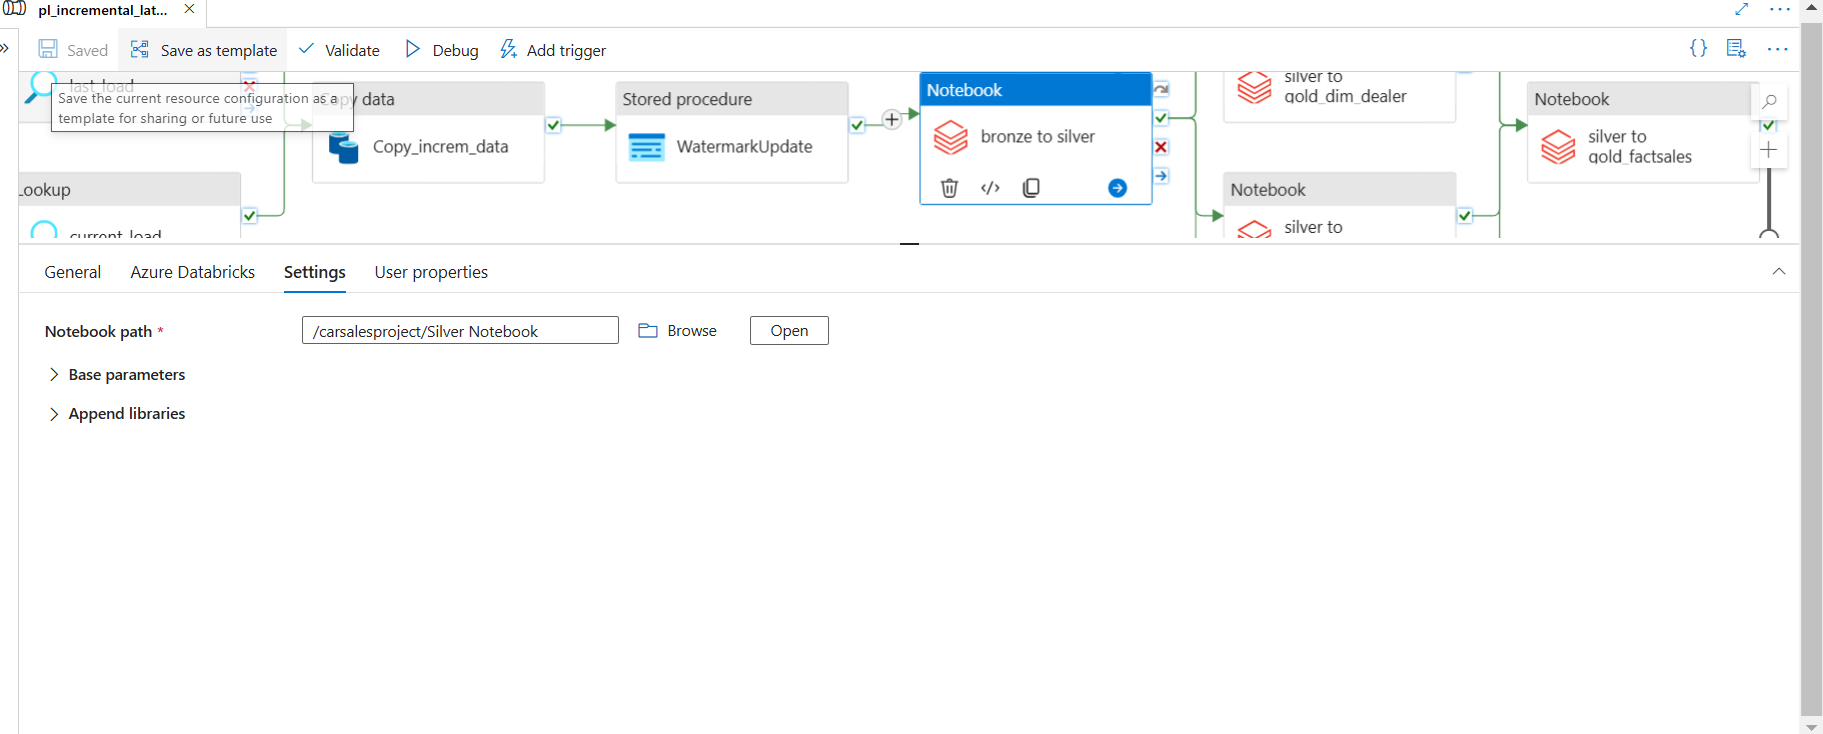 pl_incremental_lat...
Saved
Save as template
Validate
Debug
Add trigger
last_load
Save the current resource configuration as a
template for sharing or future use
Copy data
Copy_increm_data
Stored procedure
WatermarkUpdate
Notebook
bronze to silver
silver to
gold_dim_dealer
Notebook
silver to
gold_factsales
Lookup
current_load
Notebook
silver to
General
Azure Databricks
Settings
User properties
Notebook path *
/carsalesproject/Silver Notebook
Browse
Open
Base parameters
Append libraries